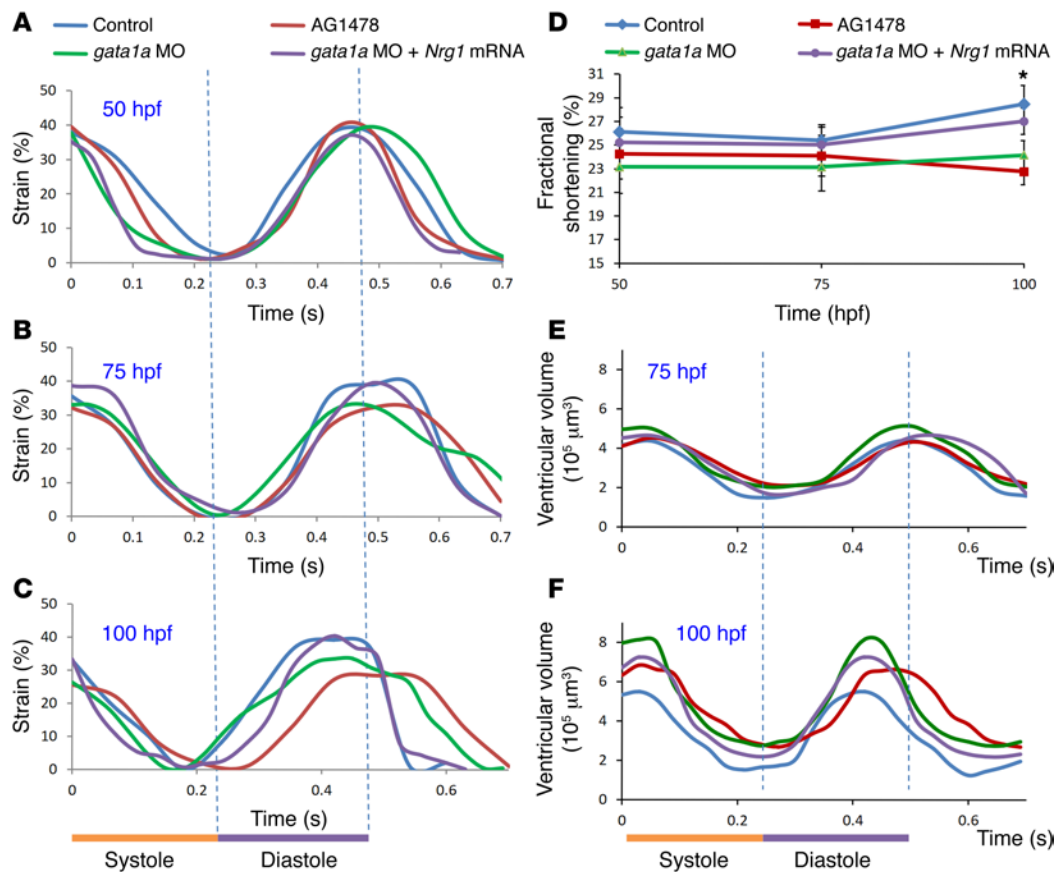 A
Control
AG1478
gata1a MO
gata1a MO + Nrg1 mRNA
50 hpf
Strain (%)
50
40
30
20
10
0
0 0.1 0.2 0.3 0.4 0.5 0.6 0.7
Time (s)
B
75 hpf
Strain (%)
50
40
30
20
10
0
0 0.1 0.2 0.3 0.4 0.5 0.6 0.7
Time (s)
C
100 hpf
Strain (%)
50
40
30
20
10
0
0 0.2 0.4 0.6
Time (s)
Systole Diastole
D
Control
AG1478
gata1a MO
gata1a MO + Nrg1 mRNA
Fractional
shortening (%)
31
29
27
25
23
21
19
17
15
*
50 75 100
Time (hpf)
E
75 hpf
Ventricular volume
(10⁵ μm³)
8
6
4
2
0
0 0.2 0.4 0.6
Time (s)
F
100 hpf
Ventricular volume
(10⁵ μm³)
8
6
4
2
0
0 0.2 0.4 0.6
Time (s)
Systole Diastole